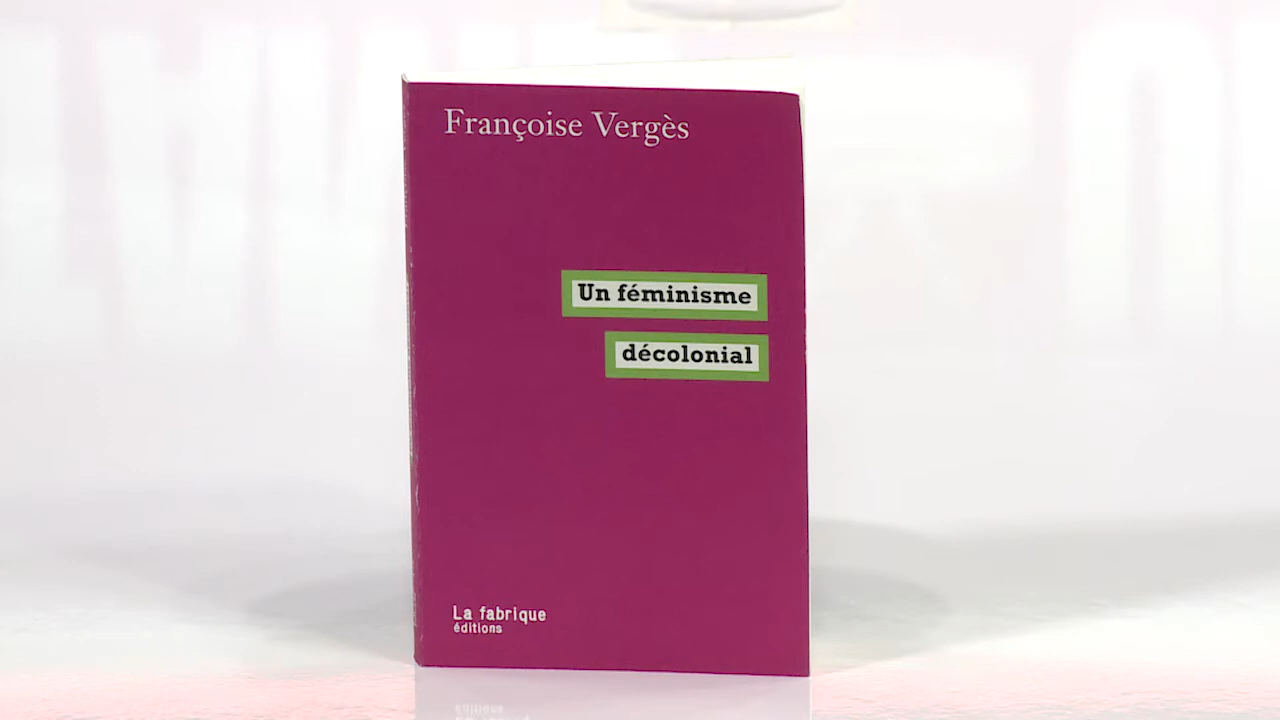 Françoise Vergès
Un féminisme
décolonial
La fabrique
éditions